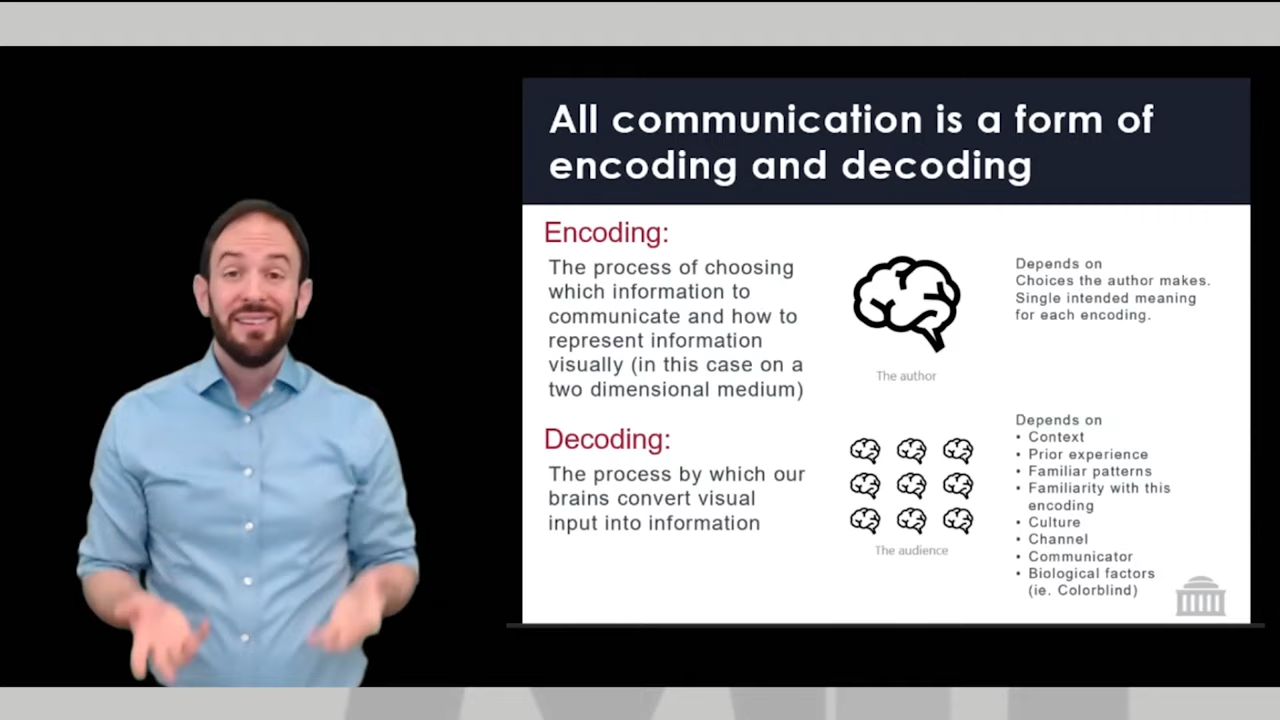 All communication is a form of
encoding and decoding
Encoding:
The process of choosing
which information to
communicate and how to
represent information
visually (in this case on a
two dimensional medium)
The author
Depends on
Choices the author makes.
Single intended meaning
for each encoding.
Decoding:
The process by which our
brains convert visual
input into information
The audience
Depends on
• Context
• Prior experience
• Familiar patterns
• Familiarity with this
encoding
• Culture
• Channel
• Communicator
• Biological factors
(ie. Colorblind)